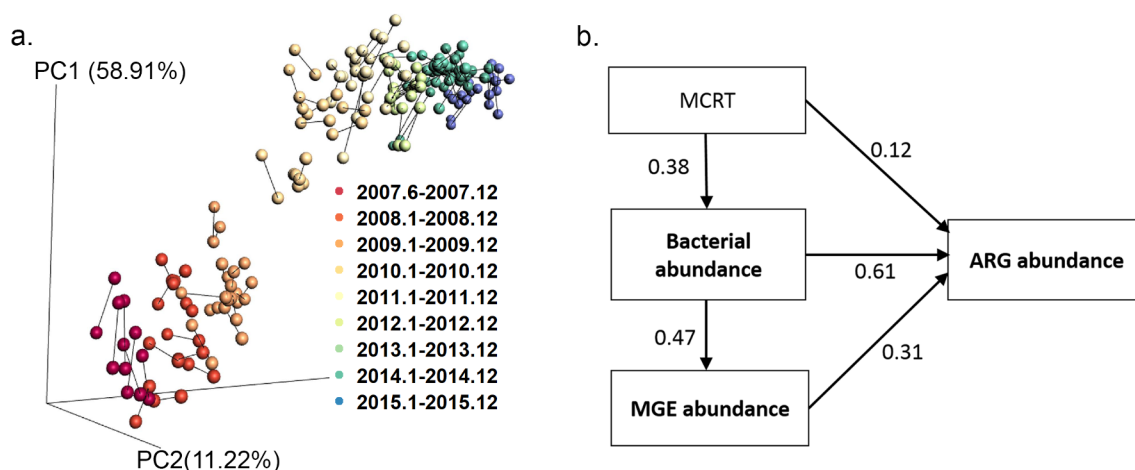 a.
PC1 (58.91%)
2007.6-2007.12
2008.1-2008.12
2009.1-2009.12
2010.1-2010.12
2011.1-2011.12
2012.1-2012.12
2013.1-2013.12
2014.1-2014.12
2015.1-2015.12
PC2(11.22%)
b.
MCRT
0.12
0.38
Bacterial
abundance
0.61
ARG abundance
0.47
0.31
MGE abundance